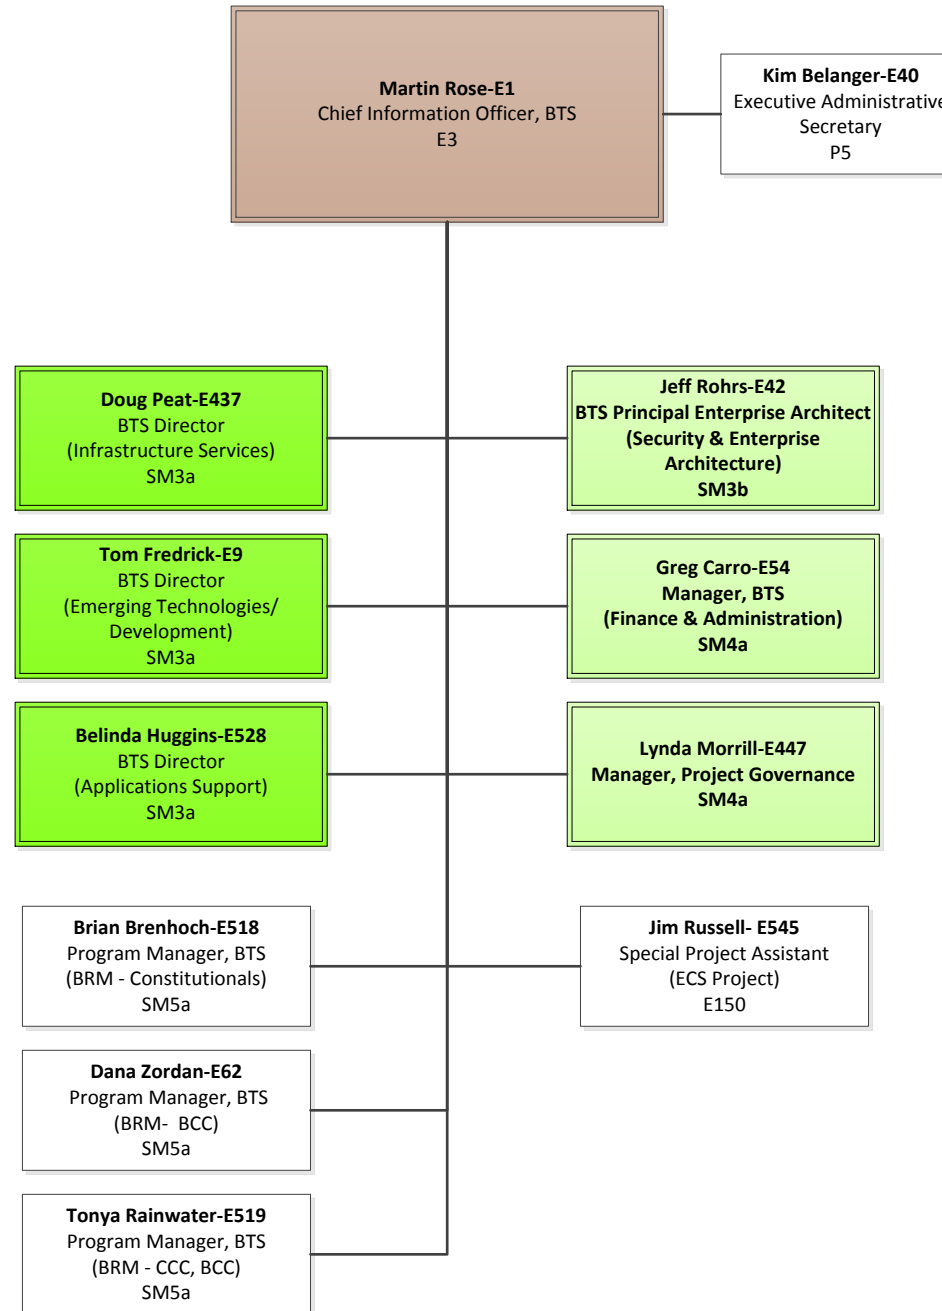 Martin Rose-E1
Chief Information Officer, BTS
E3
Kim Belanger-E40
Executive Administrative
Secretary
P5
Doug Peat-E437
BTS Director
(Infrastructure Services)
SM3a
Jeff Rohrs-E42
BTS Principal Enterprise Architect
(Security & Enterprise
Architecture)
SM3b
Tom Fredrick-E9
BTS Director
(Emerging Technologies/
Development)
SM3a
Greg Carro-E54
Manager, BTS
(Finance & Administration)
SM4a
Belinda Huggins-E528
BTS Director
(Applications Support)
SM3a
Lynda Morrill-E447
Manager, Project Governance
SM4a
Brian Brenhoch-E518
Program Manager, BTS
(BRM - Constitutionals)
SM5a
Jim Russell- E545
Special Project Assistant
(ECS Project)
E150
Dana Zordan-E62
Program Manager, BTS
(BRM-  BCC)
SM5a
Tonya Rainwater-E519
Program Manager, BTS
(BRM - CCC, BCC)
SM5a